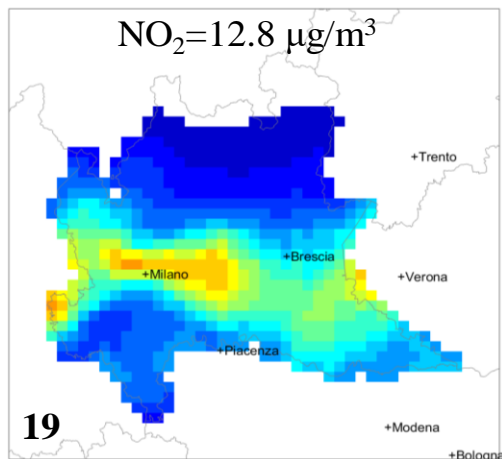 NO₂=12.8 µg/m³
+Trento
+Brescia
+Milano
+Verona
+Piacenza
19
+Modena
+Bologna